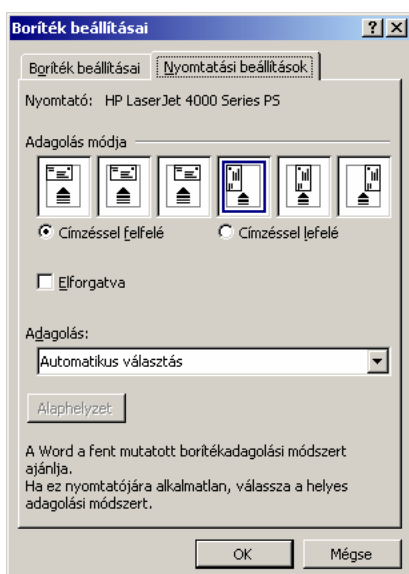 Boríték beállításai
Boríték beállításai Nyomtatási beállítások
Nyomtató: HP LaserJet 4000 Series PS
Adagolás módja
Címzéssel felfelé Címzéssel lefelé
Elforgatva
Adagolás:
Automatikus választás
Alaphelyzet
A Word a fent mutatott borítékadagolási módszert
ajánlja.
Ha ez nyomtatójára alkalmatlan, válassza a helyes
adagolási módszert.
OK Mégse